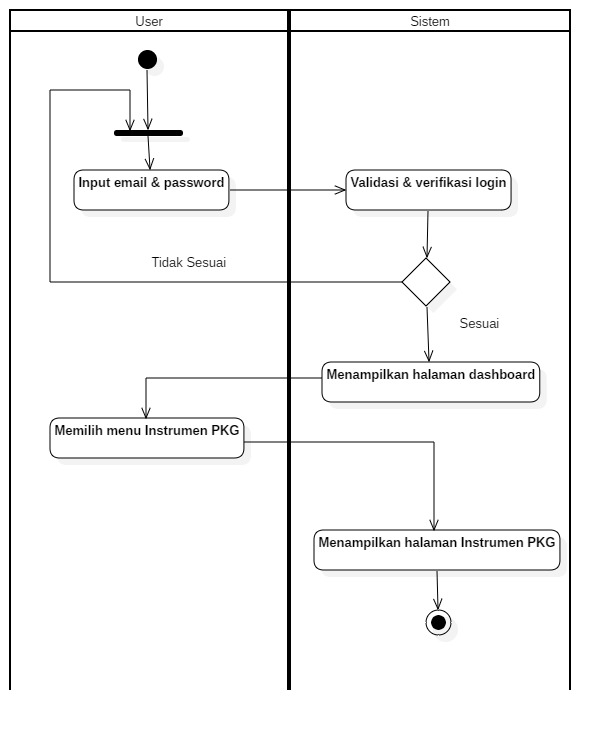 User
Sistem
Input email & password
Validasi & verifikasi login
Tidak Sesuai
Sesuai
Menampilkan halaman dashboard
Memilih menu Instrumen PKG
Menampilkan halaman Instrumen PKG